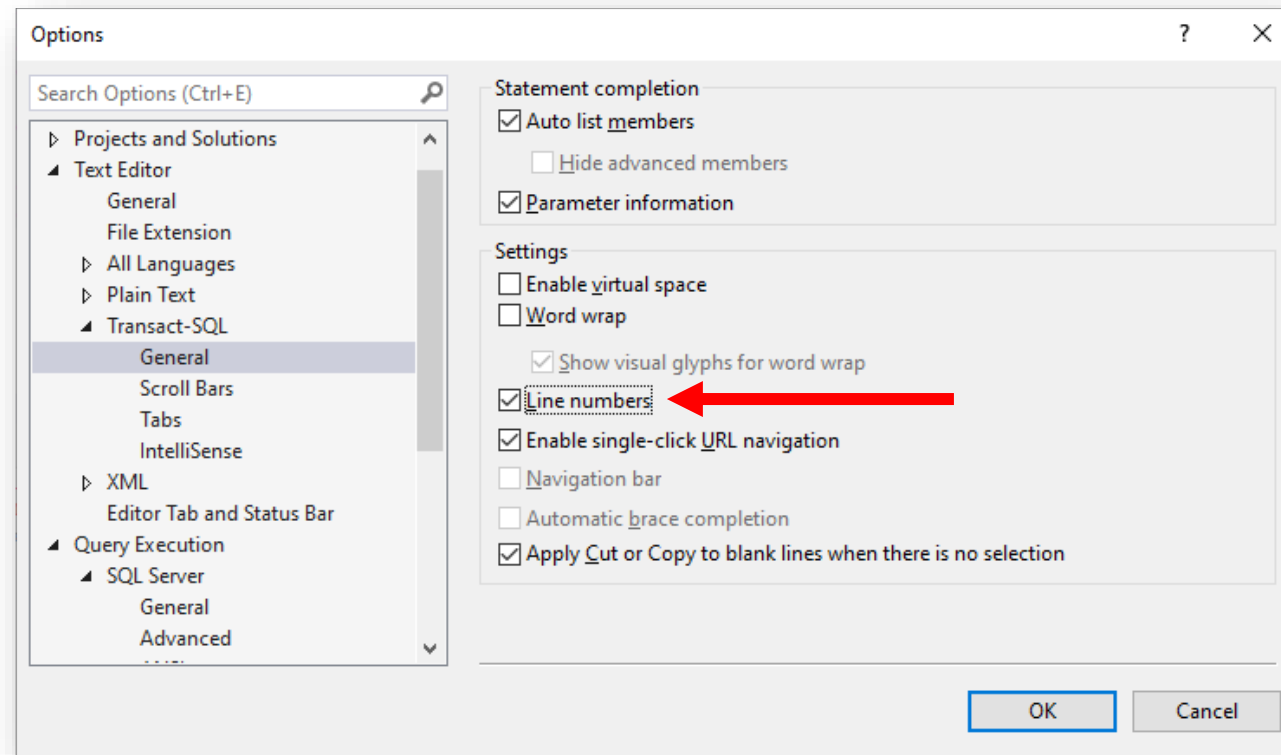 Options
?
Search Options (Ctrl+E)
Projects and Solutions
Text Editor
General
File Extension
All Languages
Plain Text
Transact-SQL
General
Scroll Bars
Tabs
IntelliSense
XML
Editor Tab and Status Bar
Query Execution
SQL Server
General
Advanced
Statement completion
Auto list members
Hide advanced members
Parameter information
Settings
Enable virtual space
Word wrap
Show visual glyphs for word wrap
Line numbers
Enable single-click URL navigation
Navigation bar
Automatic brace completion
Apply Cut or Copy to blank lines when there is no selection
OK
Cancel